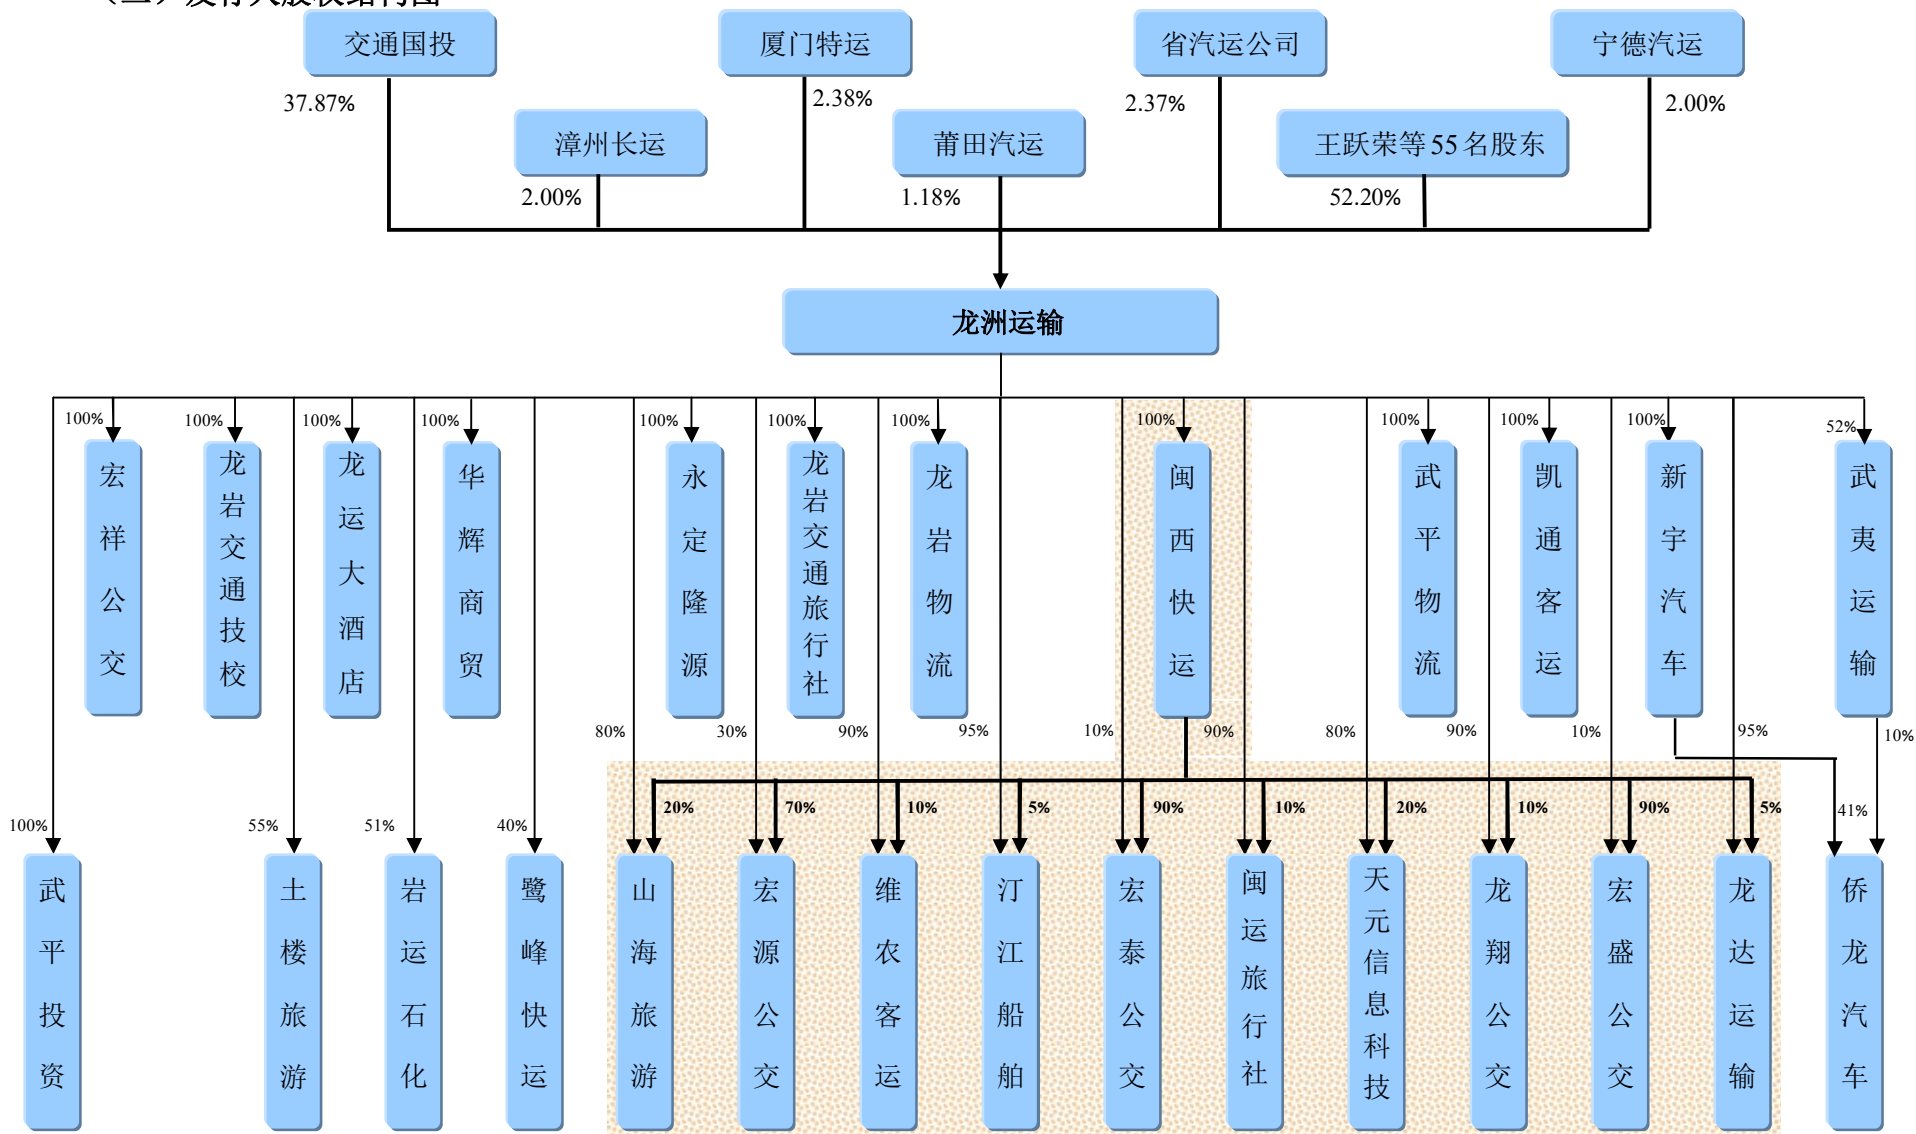 交通国投
厦门特运
省汽运公司
宁德汽运
37.87%
2.38%
2.37%
2.00%
漳州长运
莆田汽运
王跃荣等55名股东
2.00%
1.18%
52.20%
龙洲运输
100%
100%
100%
100%
100%
100%
100%
100%
100%
100%
100%
52%
宏祥公交
龙岩交通技校
龙运大酒店
华辉商贸
永定隆源
龙岩交通旅行社
龙岩物流
闽西快运
武平物流
凯通客运
新宇汽车
武夷运输
80%
30%
90%
95%
10%
90%
80%
90%
10%
95%
10%
20%
70%
10%
5%
90%
10%
20%
10%
90%
5%
41%
100%
55%
51%
40%
武平投资
土楼旅游
岩运石化
鹭峰快运
山海旅游
宏源公交
维农客运
汀江船舶
宏泰公交
闽运旅行社
天元信息科技
龙翔公交
宏盛公交
龙达运输
侨龙汽车